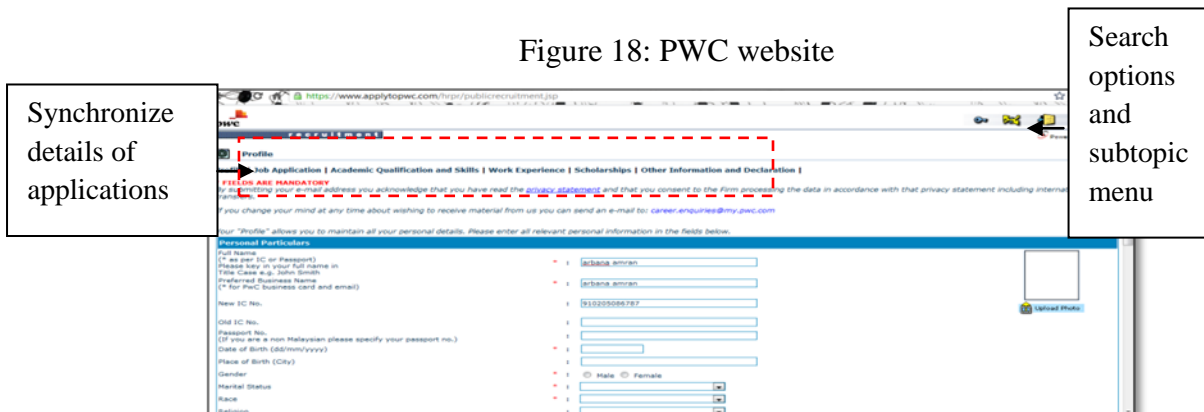 Figure 18: PWC website
Search
options
and
subtopic
menu
Synchronize
details of
applications
https://www.applytopwc.com/hrpr/publicrecruitment.jsp
pwc
recruitment
Profile
Job Application | Academic Qualification and Skills | Work Experience | Scholarships | Other Information and Declaration |
FIELDS ARE MANDATORY
By submitting your e-mail address you acknowledge that you have read the privacy statement and that you consent to the Firm processing the data in accordance with that privacy statement including internat
transfers.
If you change your mind at any time about wishing to receive material from us you can send an e-mail to: career.enquiries@my.pwc.com
Your "Profile" allows you to maintain all your personal details. Please enter all relevant personal information in the fields below.
Personal Particulars
Full Name
(* as per IC or Passport)
Please key in your full name in
Title Case e.g. John Smith
* : arbana amran
Preferred Business Name
(* for PwC business card and email)
* : arbana amran
New IC No. : 910205086787
Upload Photo
Old IC No. :
Passport No.
(If you are a non Malaysian please specify your passport no.) :
Date of Birth (dd/mm/yyyy) * :
Place of Birth (City) :
Gender * : Male Female
Marital Status * :
Race * :
Religion :